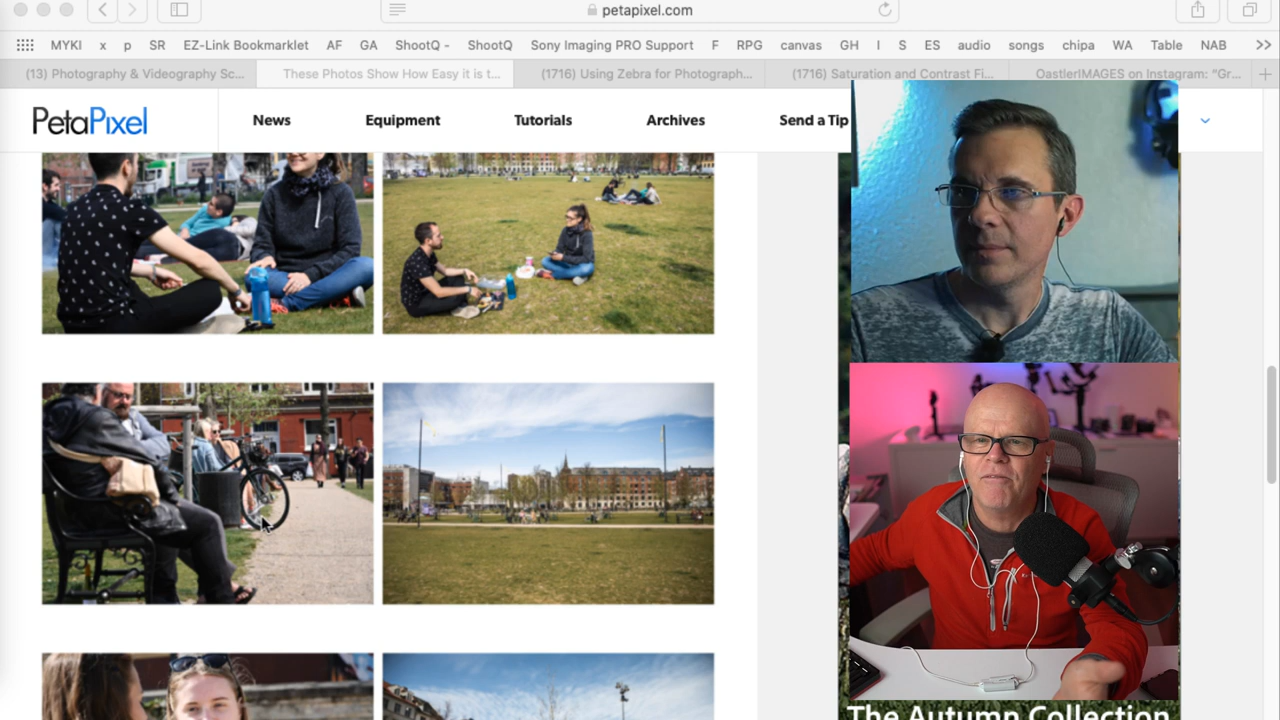 petapixel.com
MYKI x p SR EZ-Link Bookmarklet AF GA ShootQ - ShootQ Sony Imaging PRO Support F RPG canvas GH I S ES audio songs chipa WA Table NAB >>
(13) Photography & Videography Sc... These Photos Show How Easy it is t... (1716) Using Zebra for Photograph... (1716) Saturation and Contrast Fi... OastlerIMAGES on Instagram: “Gr...
PetaPixel News Equipment Tutorials Archives Send a Tip
The Autumn Collection